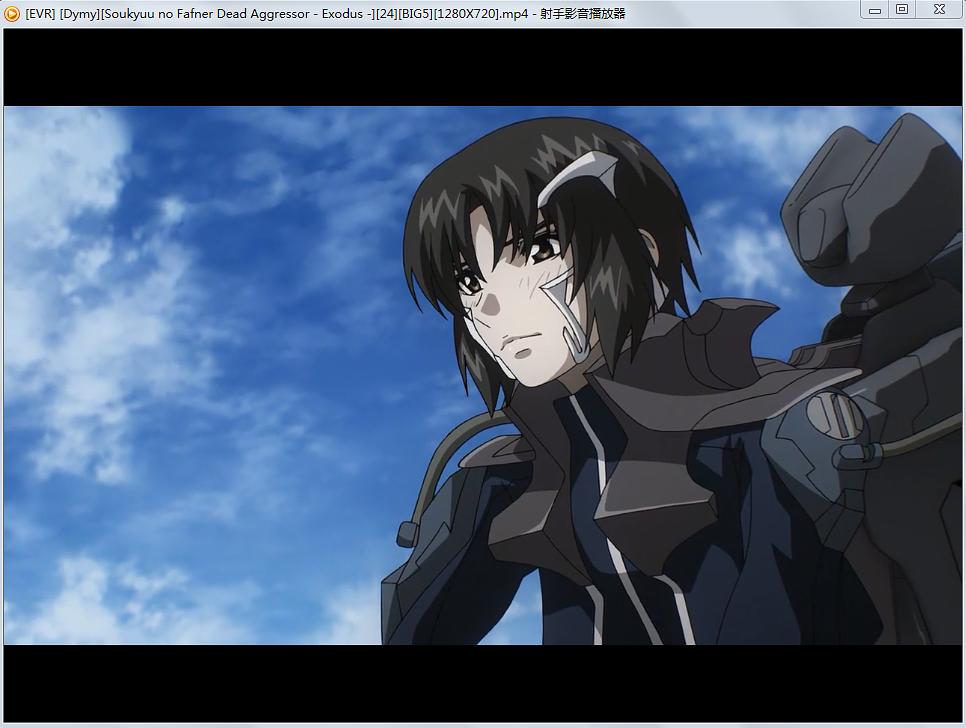 [EVR] [Dymy][Soukyuu no Fafner Dead Aggressor - Exodus -][24][BIG5][1280X720].mp4 - 射手影音播放器